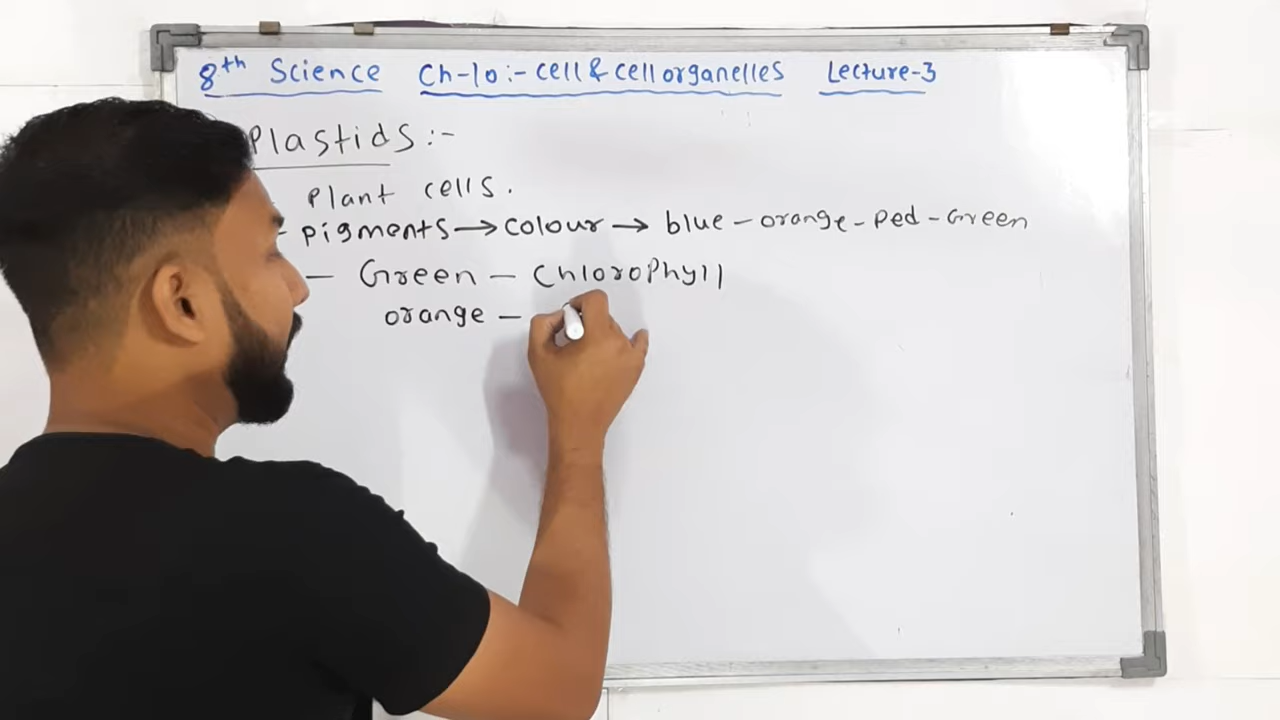 8th Science Ch-10:- cell & cell organelles Lecture-3
Plastids:-
Plant cells.
- pigments → colour → blue - orange - Red - Green
- Green - Chlorophyll
orange -